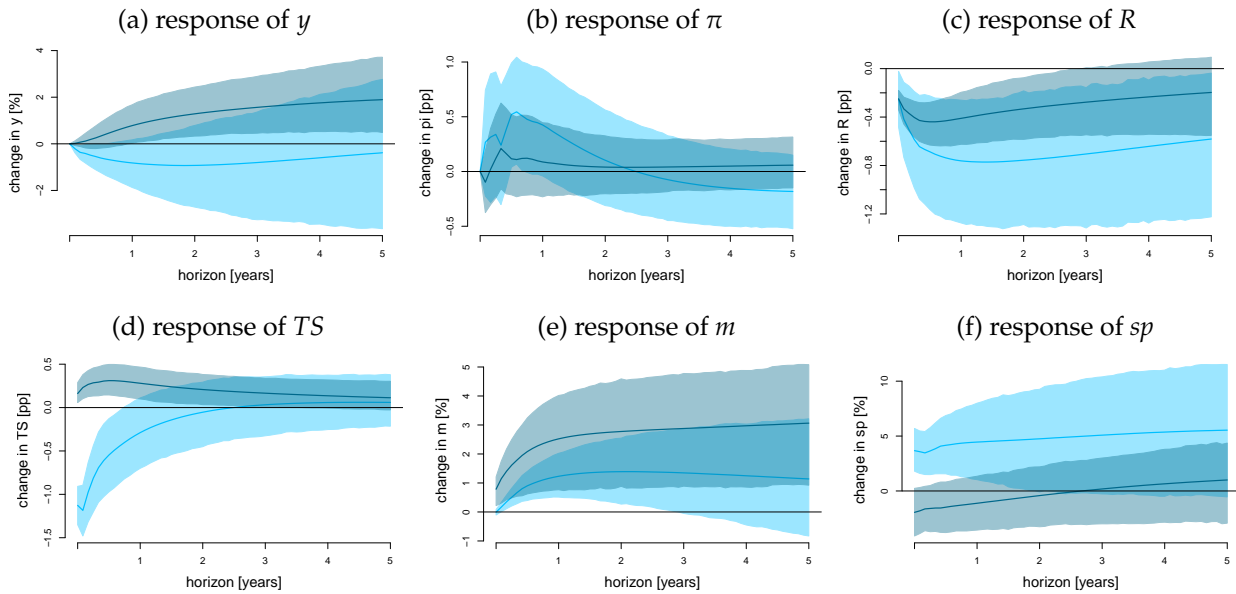 (a) response of y
change in y [%]
4
2
0
−2
1 2 3 4 5
horizon [years]
(b) response of π
change in pi [pp]
1.0
0.5
0.0
−0.5
1 2 3 4 5
horizon [years]
(c) response of R
change in R [pp]
0.0
−0.4
−0.8
−1.2
1 2 3 4 5
horizon [years]
(d) response of TS
change in TS [pp]
0.5
0.0
−0.5
−1.0
−1.5
1 2 3 4 5
horizon [years]
(e) response of m
change in m [%]
5
4
3
2
1
0
−1
1 2 3 4 5
horizon [years]
(f) response of sp
change in sp [%]
10
5
0
1 2 3 4 5
horizon [years]